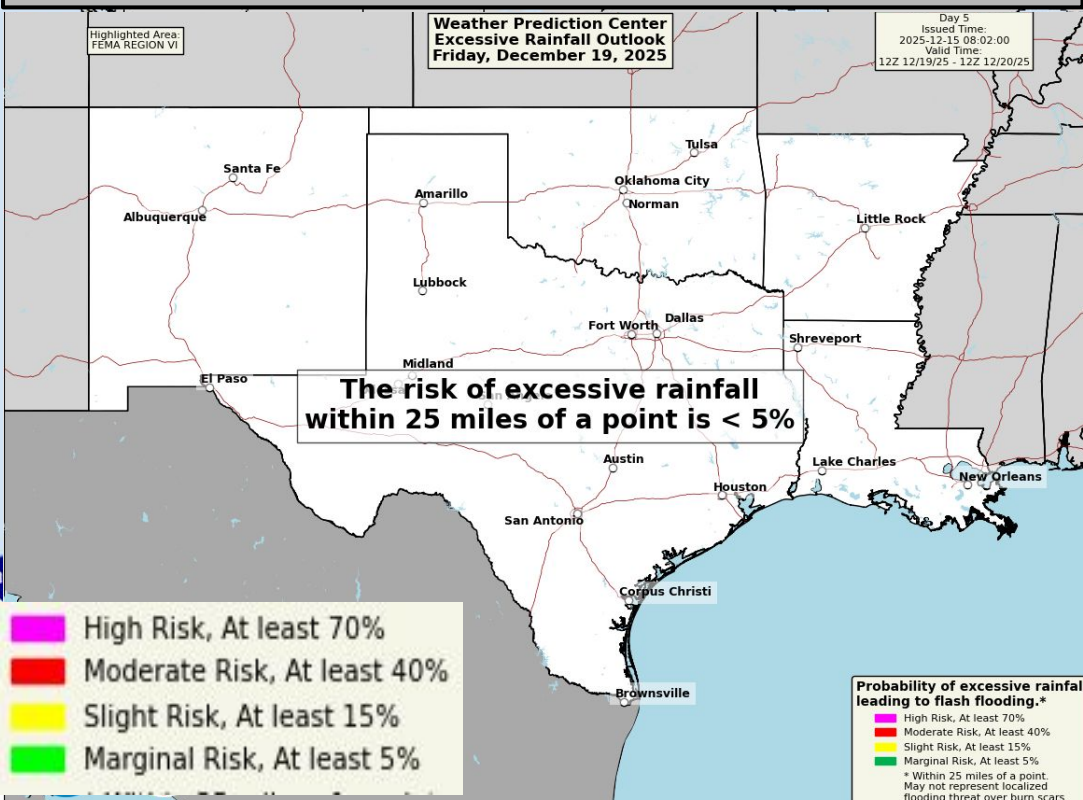 Highlighted Area:
FEMA REGION VI
Weather Prediction Center
Excessive Rainfall Outlook
Friday, December 19, 2025
Day 5
Issued Time:
2025-12-15 08:02:00
Valid Time:
12Z 12/19/25 - 12Z 12/20/25
Tulsa
Santa Fe
Oklahoma City
Amarillo
Norman
Albuquerque
Little Rock
Lubbock
Dallas
Fort Worth
Shreveport
Midland
El Paso
The risk of excessive rainfall
within 25 miles of a point is < 5%
Austin
Lake Charles
New Orleans
Houston
San Antonio
Corpus Christi
Brownsville
High Risk, At least 70%
Moderate Risk, At least 40%
Slight Risk, At least 15%
Marginal Risk, At least 5%
Probability of excessive rainfal
leading to flash flooding.*
High Risk, At least 70%
Moderate Risk, At least 40%
Slight Risk, At least 15%
Marginal Risk, At least 5%
* Within 25 miles of a point.
May not represent localized
flooding threat over burn scars